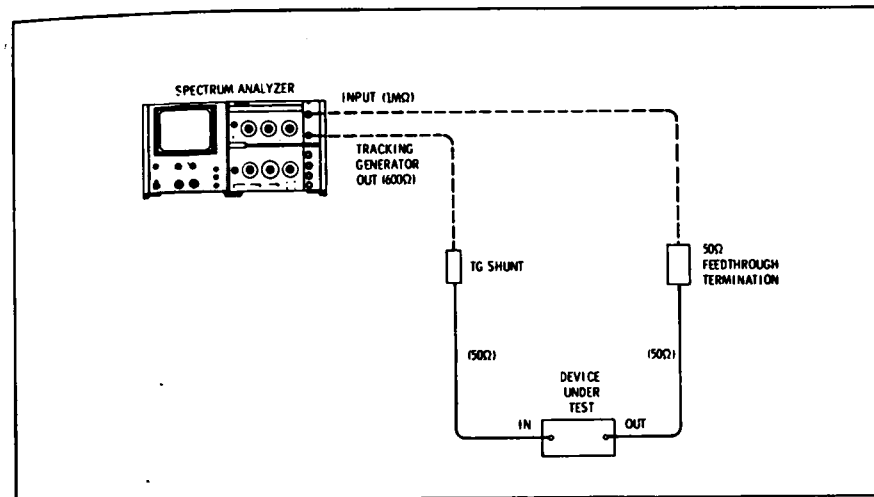 SPECTRUM ANALYZER
INPUT (1MΩ)
TRACKING
GENERATOR
OUT (600Ω)
TG SHUNT
50Ω
FEEDTHROUGH
TERMINATION
(50Ω)
(50Ω)
DEVICE
UNDER
TEST
IN
OUT